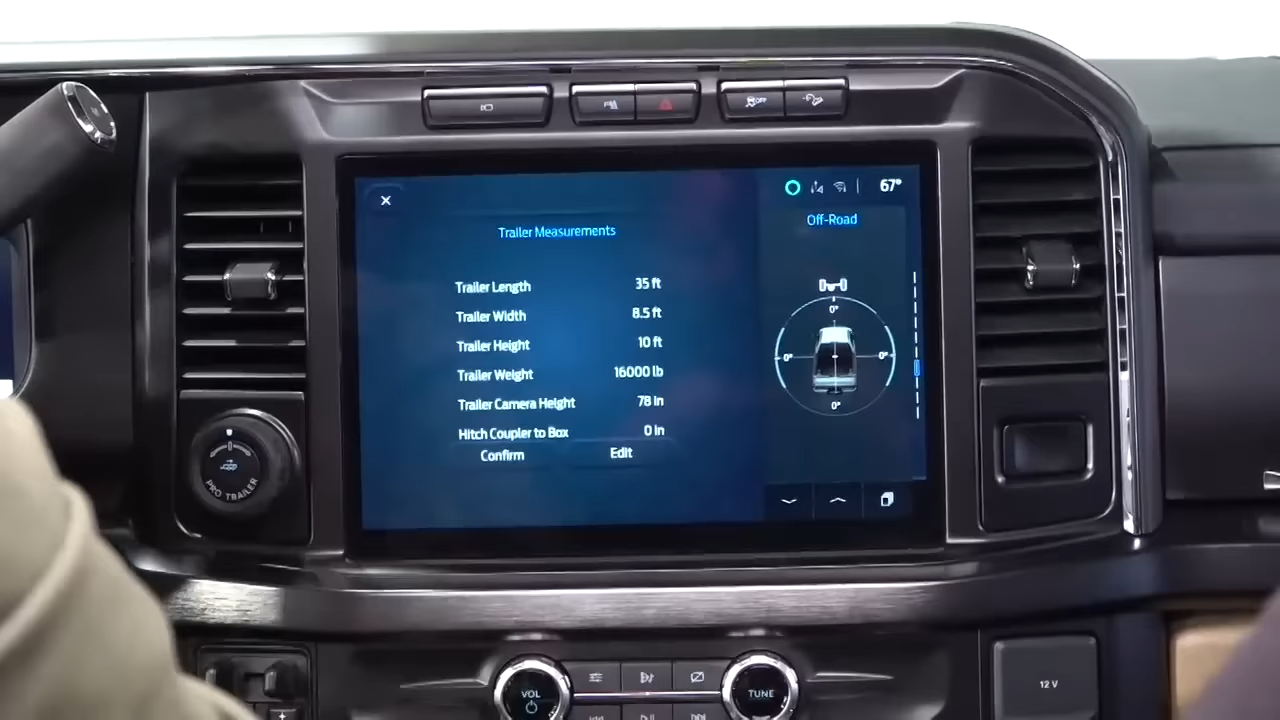 OFF
67°
Trailer Measurements
Off-Road
Trailer Length 35 ft
Trailer Width 8.5 ft
Trailer Height 10 ft
Trailer Weight 16000 lb
Trailer Camera Height 78 in
Hitch Coupler to Box 0 in
Confirm Edit
0°
0° 0°
0°
PRO TRAILER
VOL
TUNE
12 V